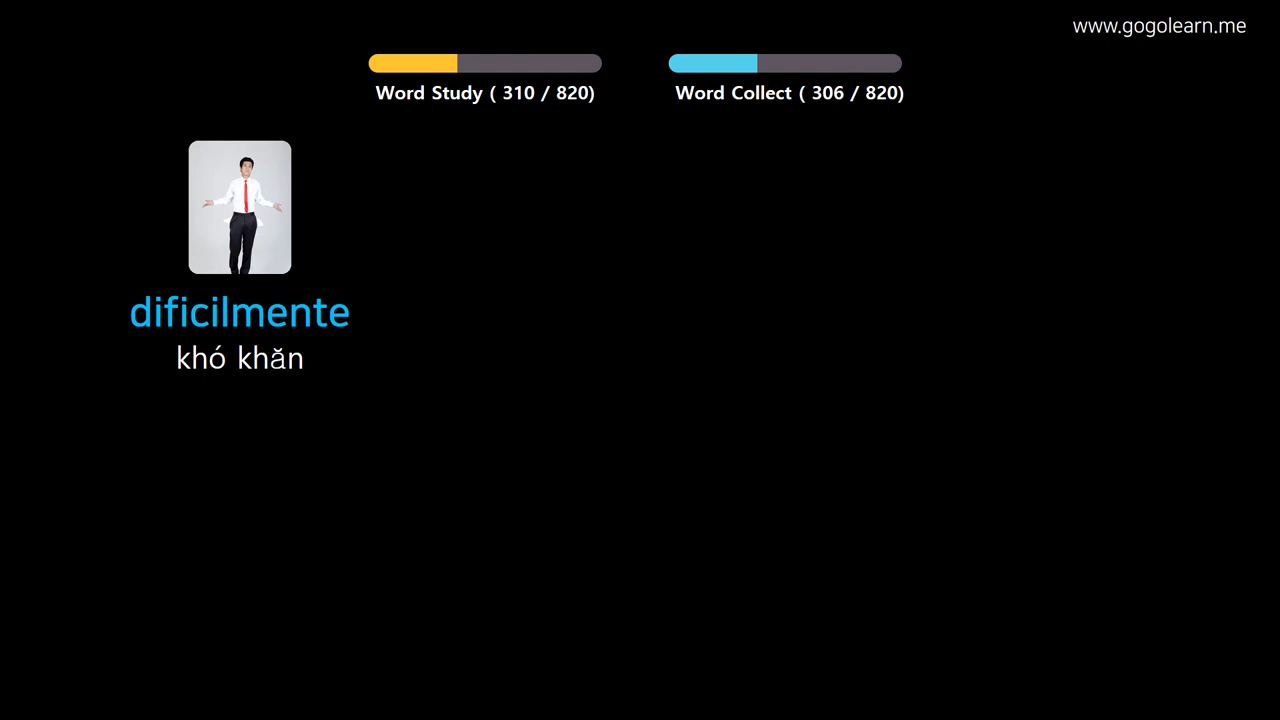 www.gogolearn.me
Word Study ( 310 / 820)
Word Collect ( 306 / 820)
dificilmente
khó khăn